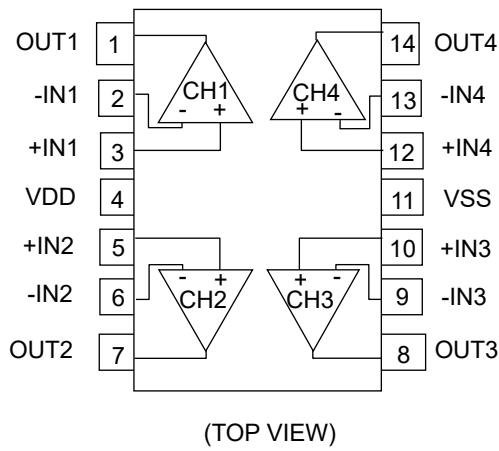 OUT1 1 14 OUT4
-IN1 2 CH1 CH4 13 -IN4
- + + -
+IN1 3 12 +IN4
VDD 4 11 VSS
+IN2 5 10 +IN3
- + + -
-IN2 6 CH2 CH3 9 -IN3
OUT2 7 8 OUT3
(TOP VIEW)